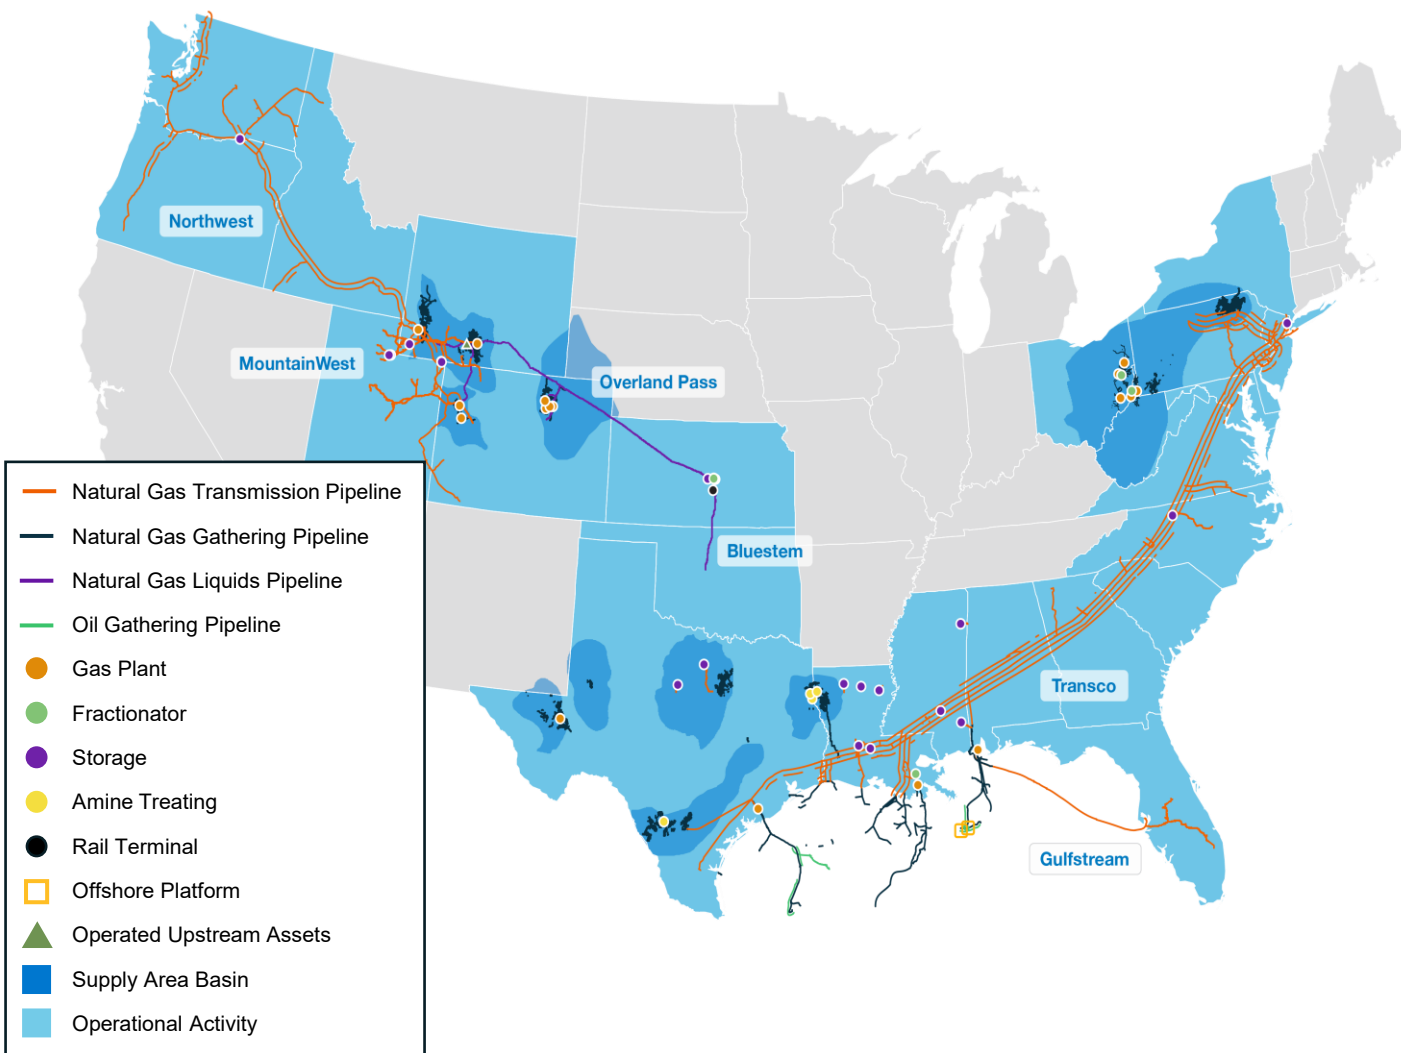 Northwest
MountainWest
Overland Pass
Bluestem
Transco
Gulfstream
Natural Gas Transmission Pipeline
Natural Gas Gathering Pipeline
Natural Gas Liquids Pipeline
Oil Gathering Pipeline
Gas Plant
Fractionator
Storage
Amine Treating
Rail Terminal
Offshore Platform
Operated Upstream Assets
Supply Area Basin
Operational Activity